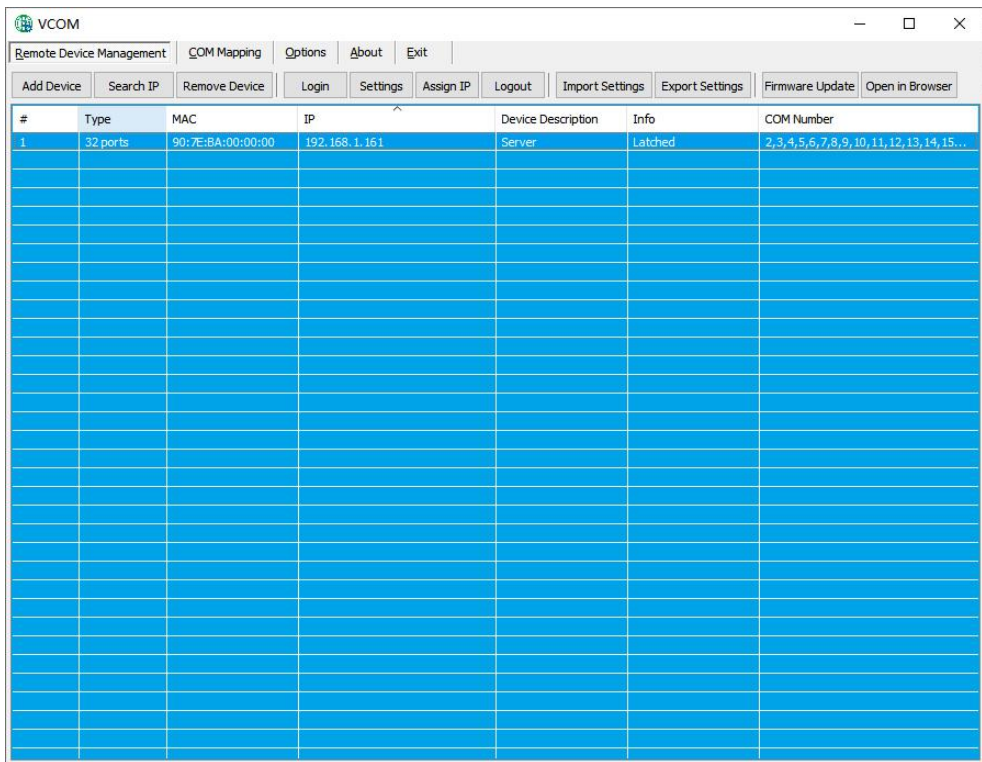 VCOM
Remote Device Management COM Mapping Options About Exit
Add Device Search IP Remove Device Login Settings Assign IP Logout Import Settings Export Settings Firmware Update Open in Browser
# Type MAC IP Device Description Info COM Number
1 32 ports 90:7E:BA:00:00:00 192.168.1.161 Server Latched 2,3,4,5,6,7,8,9,10,11,12,13,14,15...